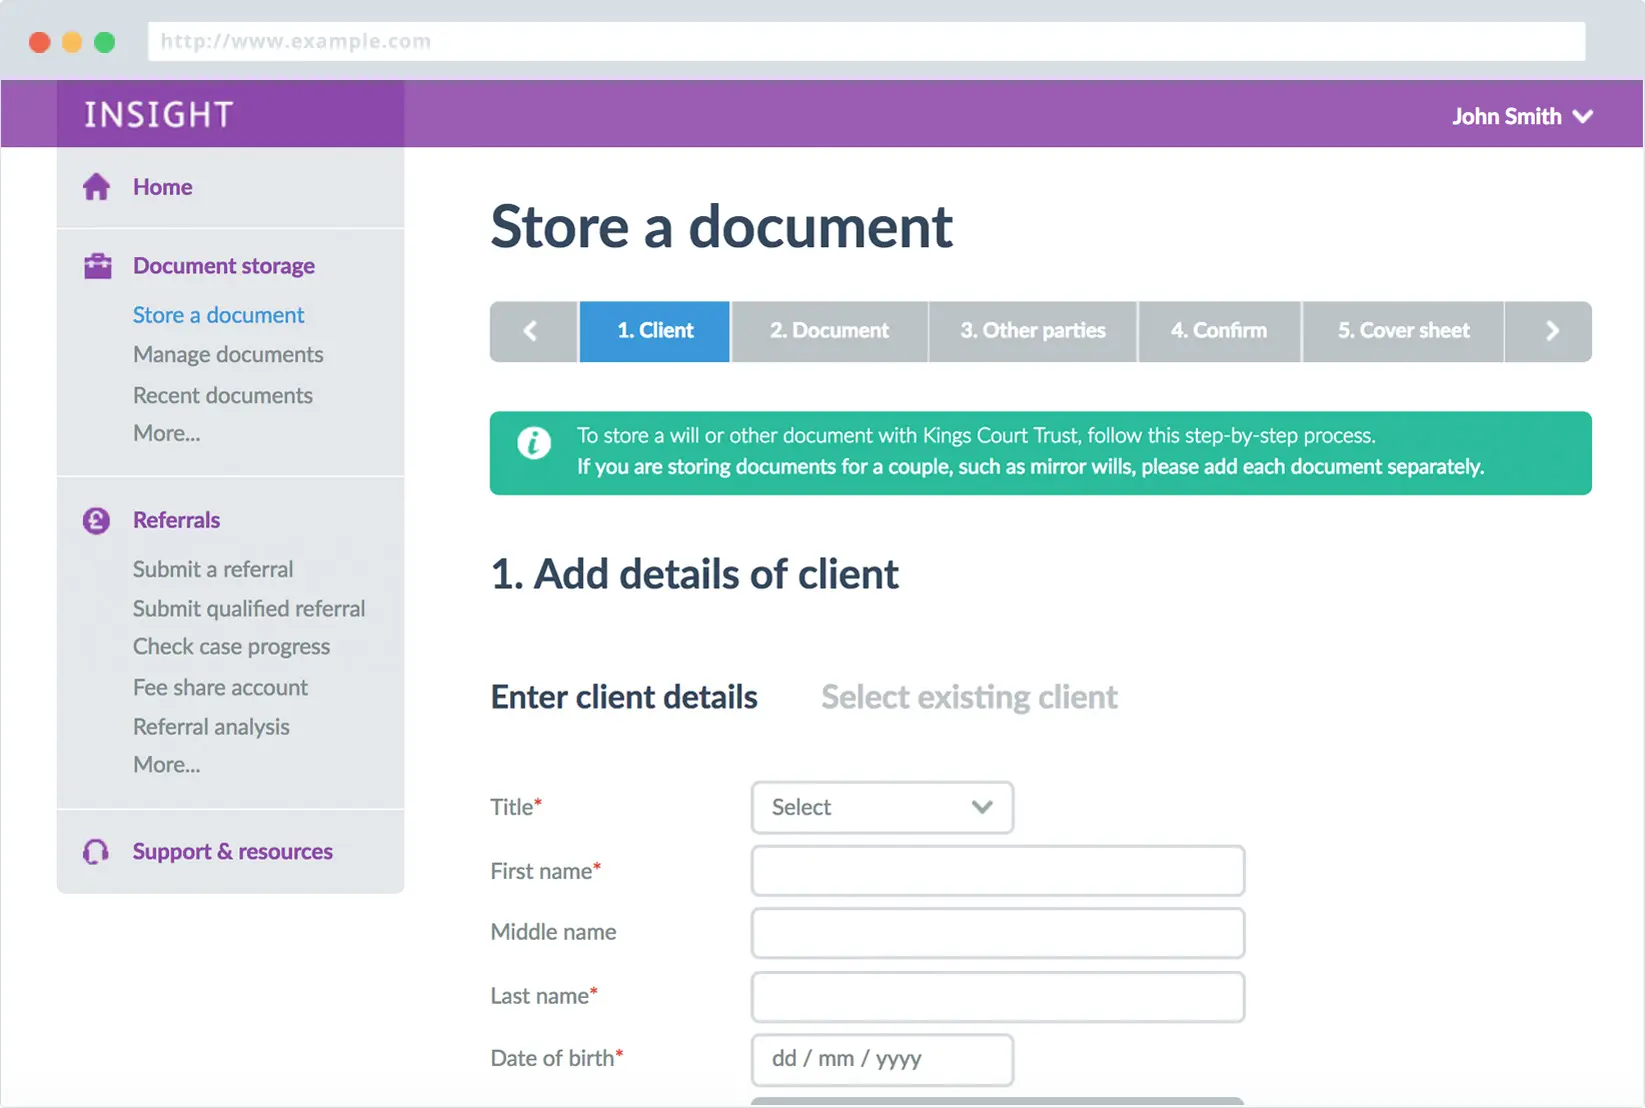 http://www.example.com
INSIGHT
John Smith
Home
Document storage
Store a document
Manage documents
Recent documents
More...
Referrals
Submit a referral
Submit qualified referral
Check case progress
Fee share account
Referral analysis
More...
Support & resources
Store a document
1. Client
2. Document
3. Other parties
4. Confirm
5. Cover sheet
To store a will or other document with Kings Court Trust, follow this step-by-step process.
If you are storing documents for a couple, such as mirror wills, please add each document separately.
1. Add details of client
Enter client details
Select existing client
Title*
Select
First name*
Middle name
Last name*
Date of birth*
dd / mm / yyyy